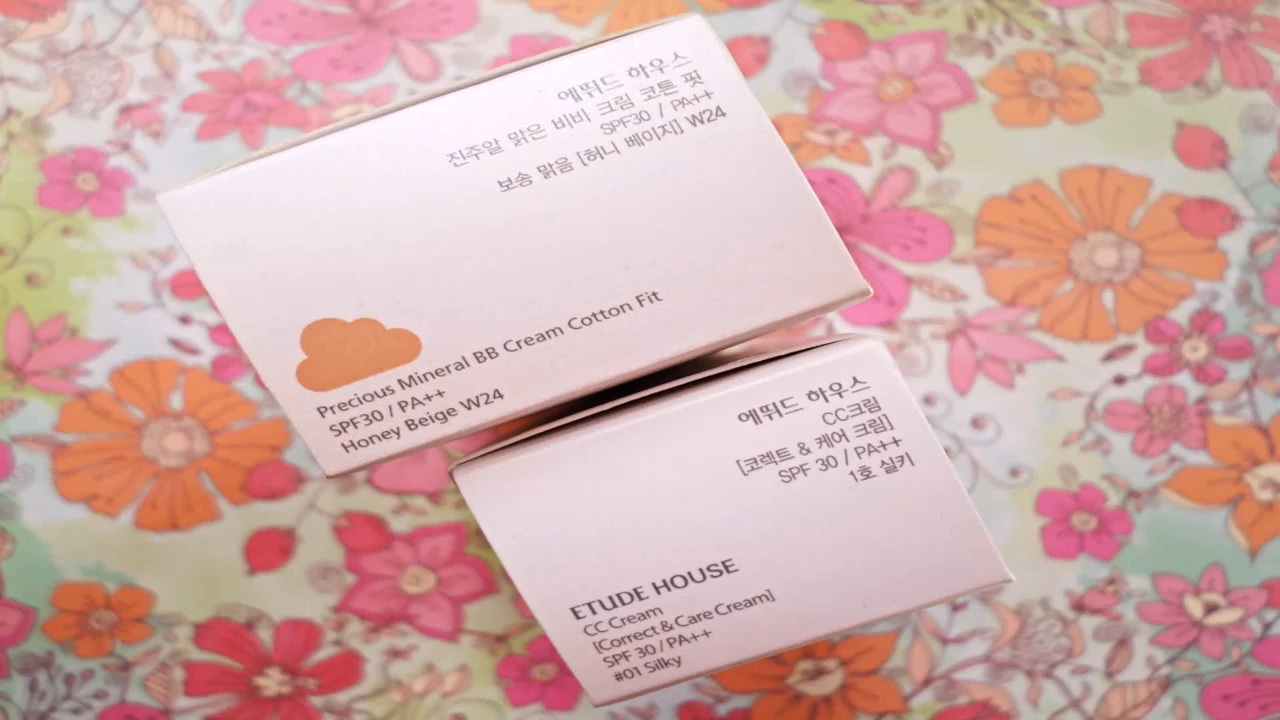 에뛰드 하우스
진주알 맑은 비비 크림 코튼 핏
SPF30 / PA++
보송 맑음 [허니 베이지] W24
Precious Mineral BB Cream Cotton Fit
SPF30 / PA++
Honey Beige W24
에뛰드 하우스
CC크림
[코렉트 & 케어 크림]
SPF 30 / PA++
1호 실키
ETUDE HOUSE
CC Cream
[Correct & Care Cream]
SPF 30 / PA++
#01 Silky